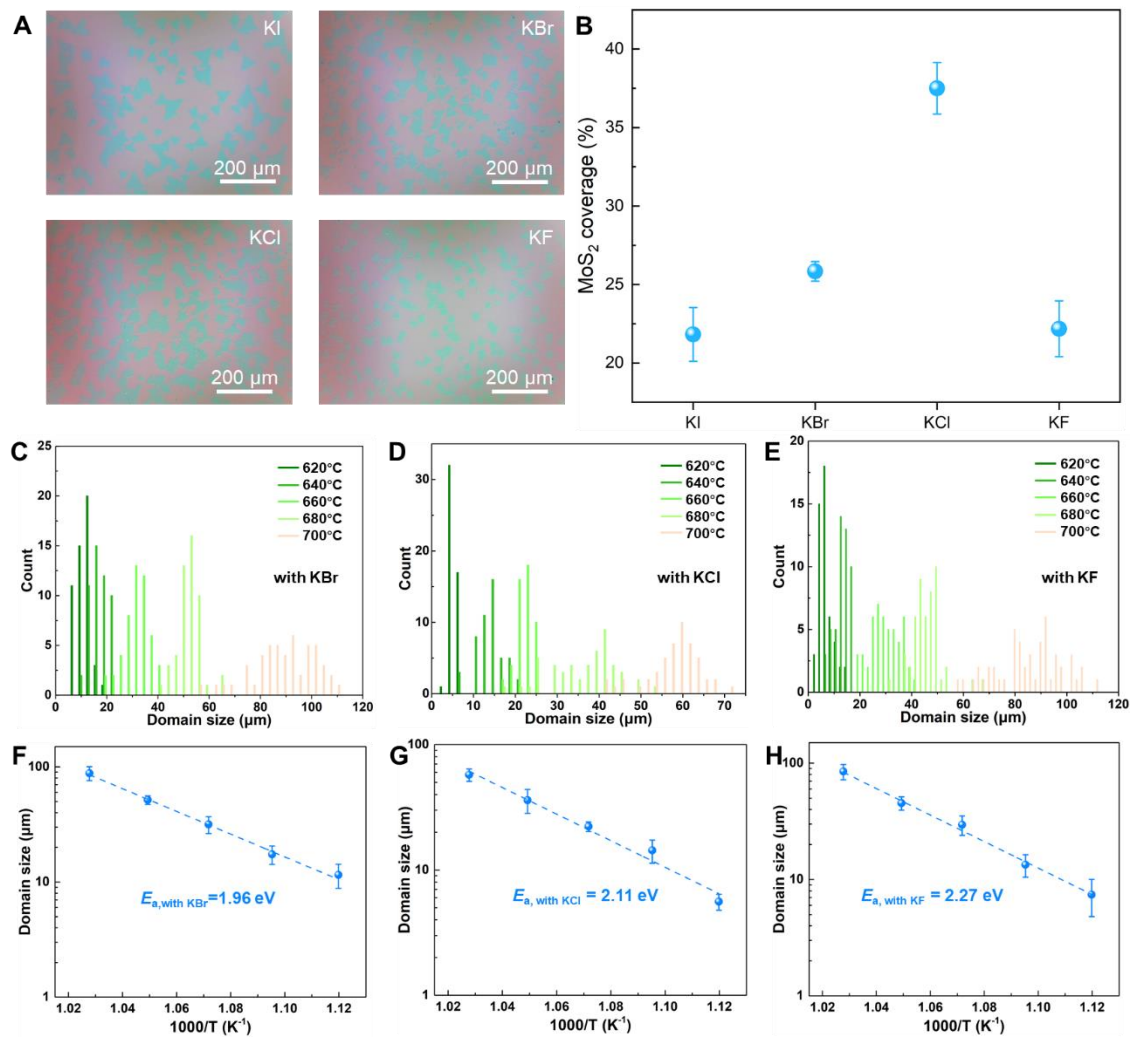 A
KI
200 µm
KBr
200 µm
KCl
200 µm
KF
200 µm
B
MoS₂ coverage (%)
40
35
30
25
20
KI KBr KCl KF
C
Count
25
20
15
10
5
0
620°C
640°C
660°C
680°C
700°C
with KBr
0 20 40 60 80 100 120
Domain size (µm)
D
Count
30
20
10
0
620°C
640°C
660°C
680°C
700°C
with KCl
0 10 20 30 40 50 60 70
Domain size (µm)
E
Count
20
15
10
5
0
620°C
640°C
660°C
680°C
700°C
with KF
0 20 40 60 80 100 120
Domain size (µm)
F
Domain size (µm)
100
10
1
Ea,with KBr=1.96 eV
1.02 1.04 1.06 1.08 1.10 1.12
1000/T (K⁻¹)
G
Domain size (µm)
100
10
1
Ea, with KCl = 2.11 eV
1.02 1.04 1.06 1.08 1.10 1.12
1000/T (K⁻¹)
H
Domain size (µm)
100
10
1
Ea, with KF = 2.27 eV
1.02 1.04 1.06 1.08 1.10 1.12
1000/T (K⁻¹)